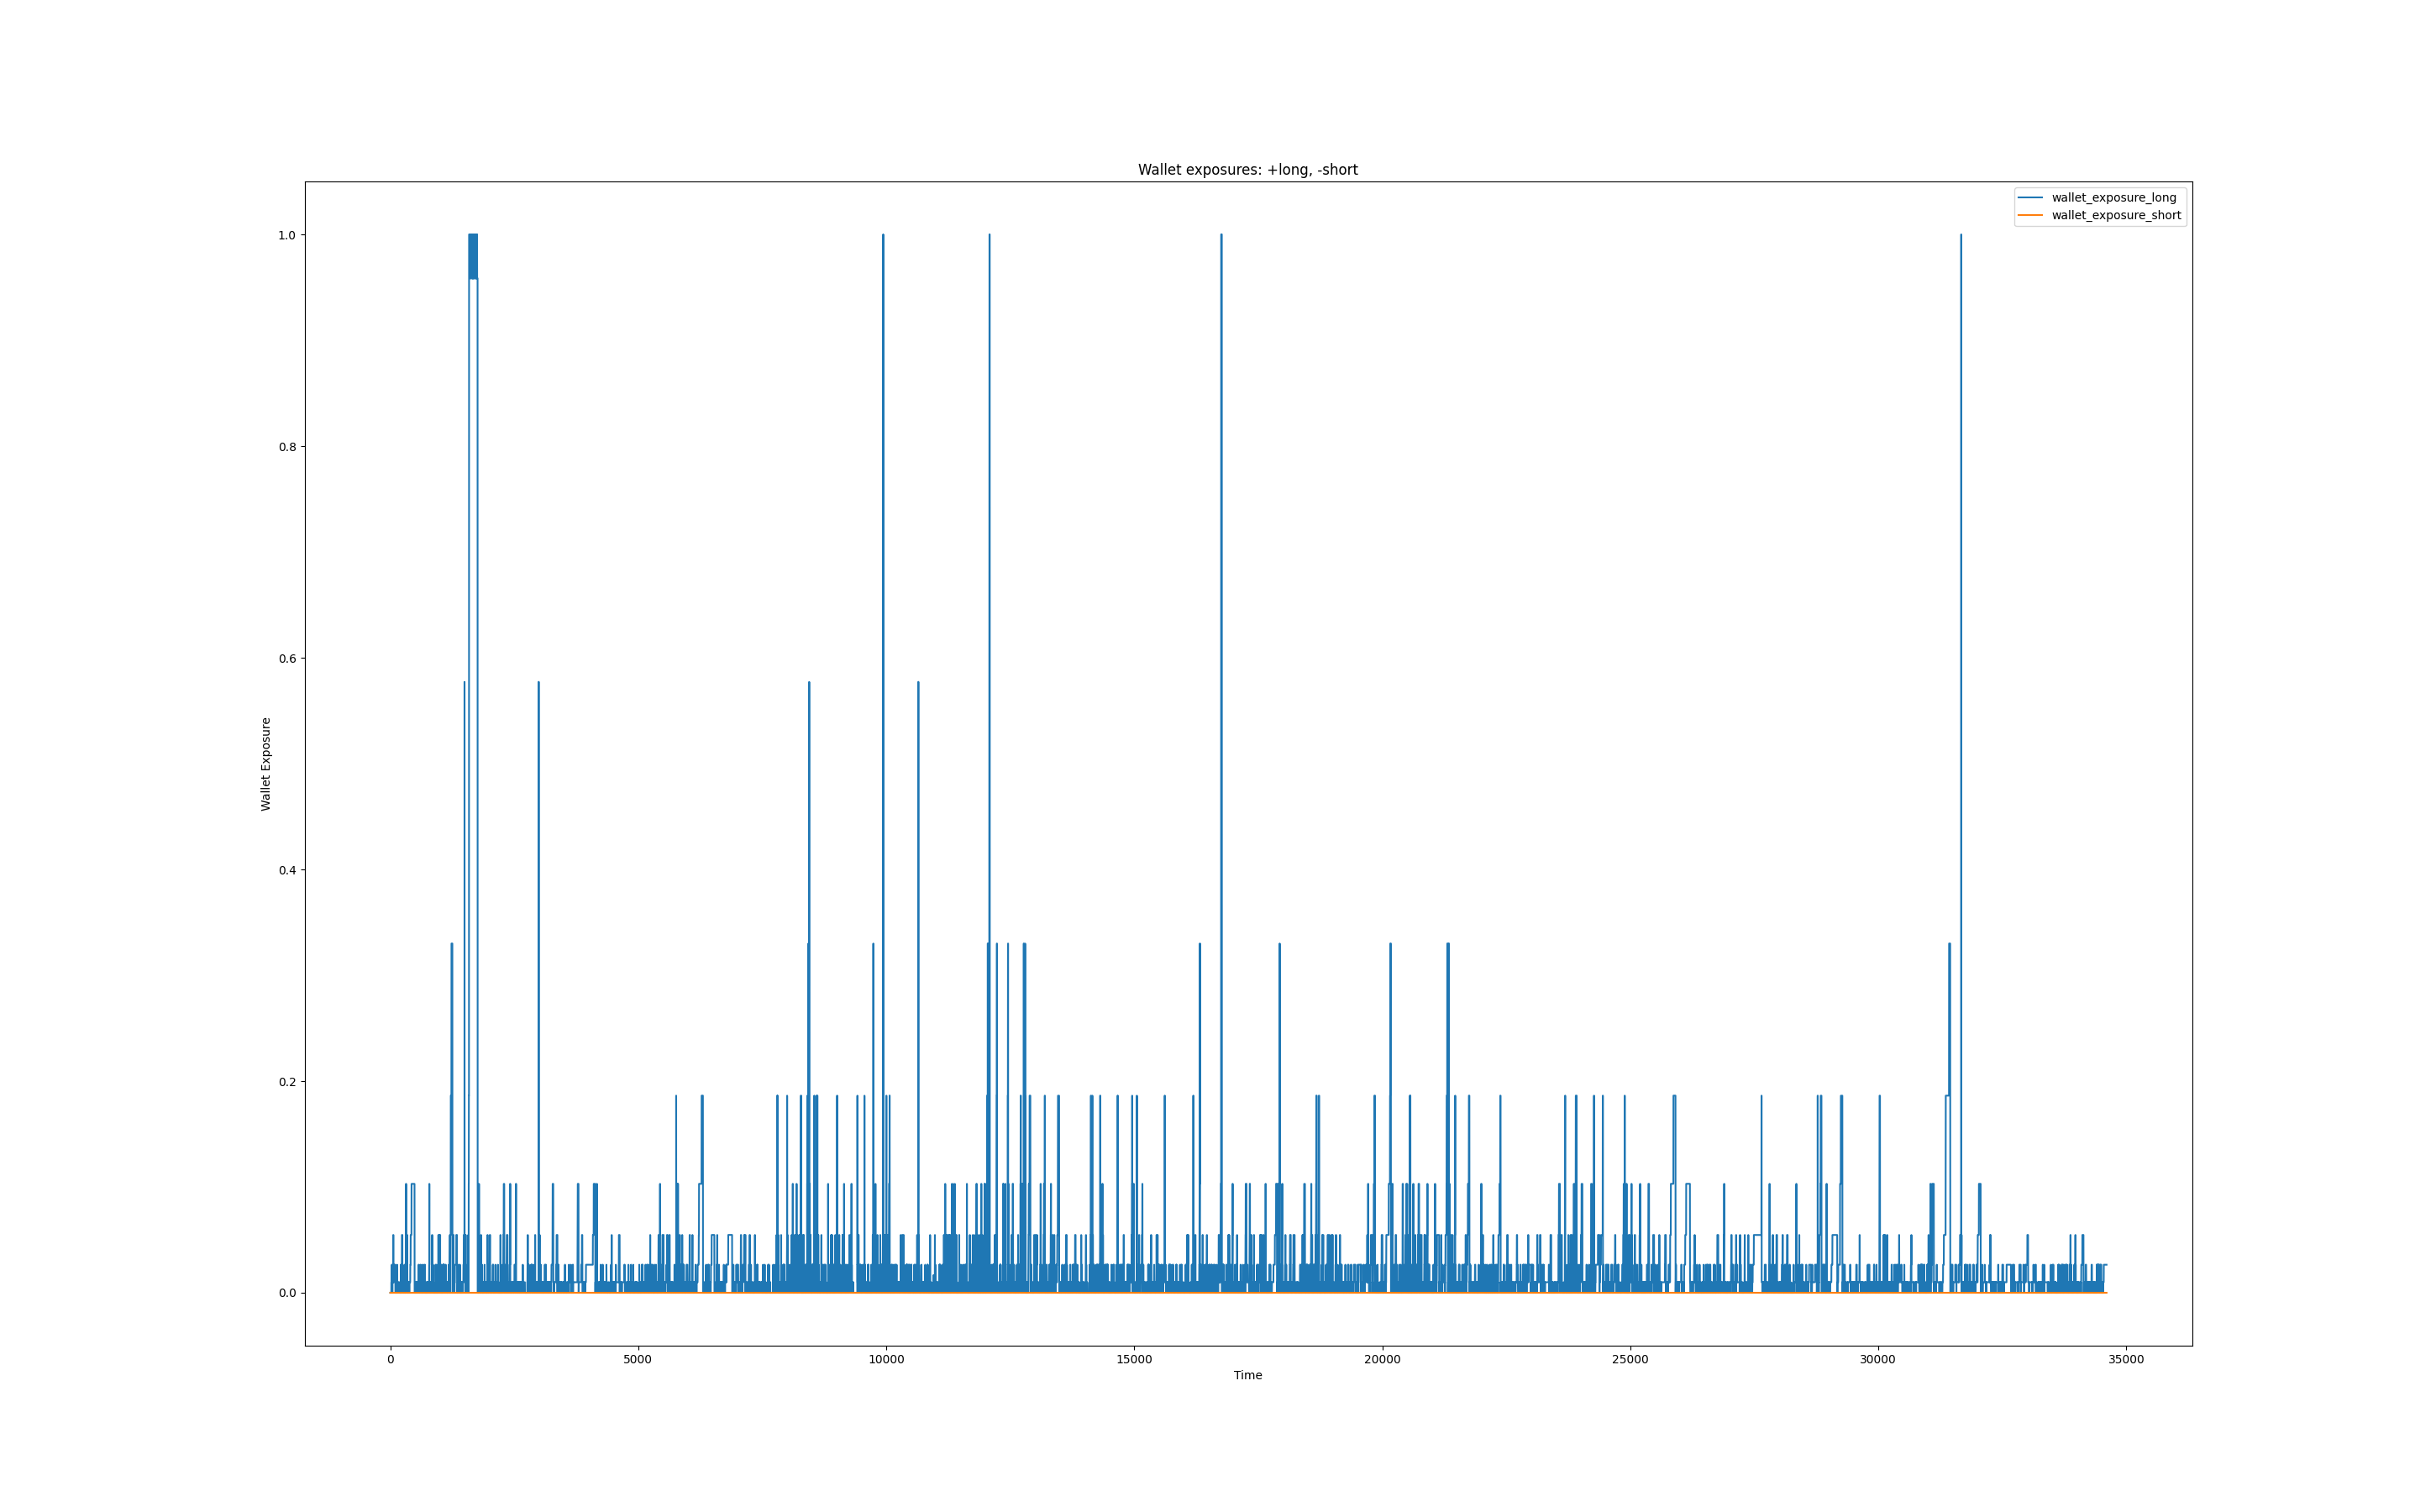 Wallet exposures: +long, -short
wallet_exposure_long
wallet_exposure_short
1.0
0.8
0.6
0.4
0.2
0.0
Wallet Exposure
0 5000 10000 15000 20000 25000 30000 35000
Time